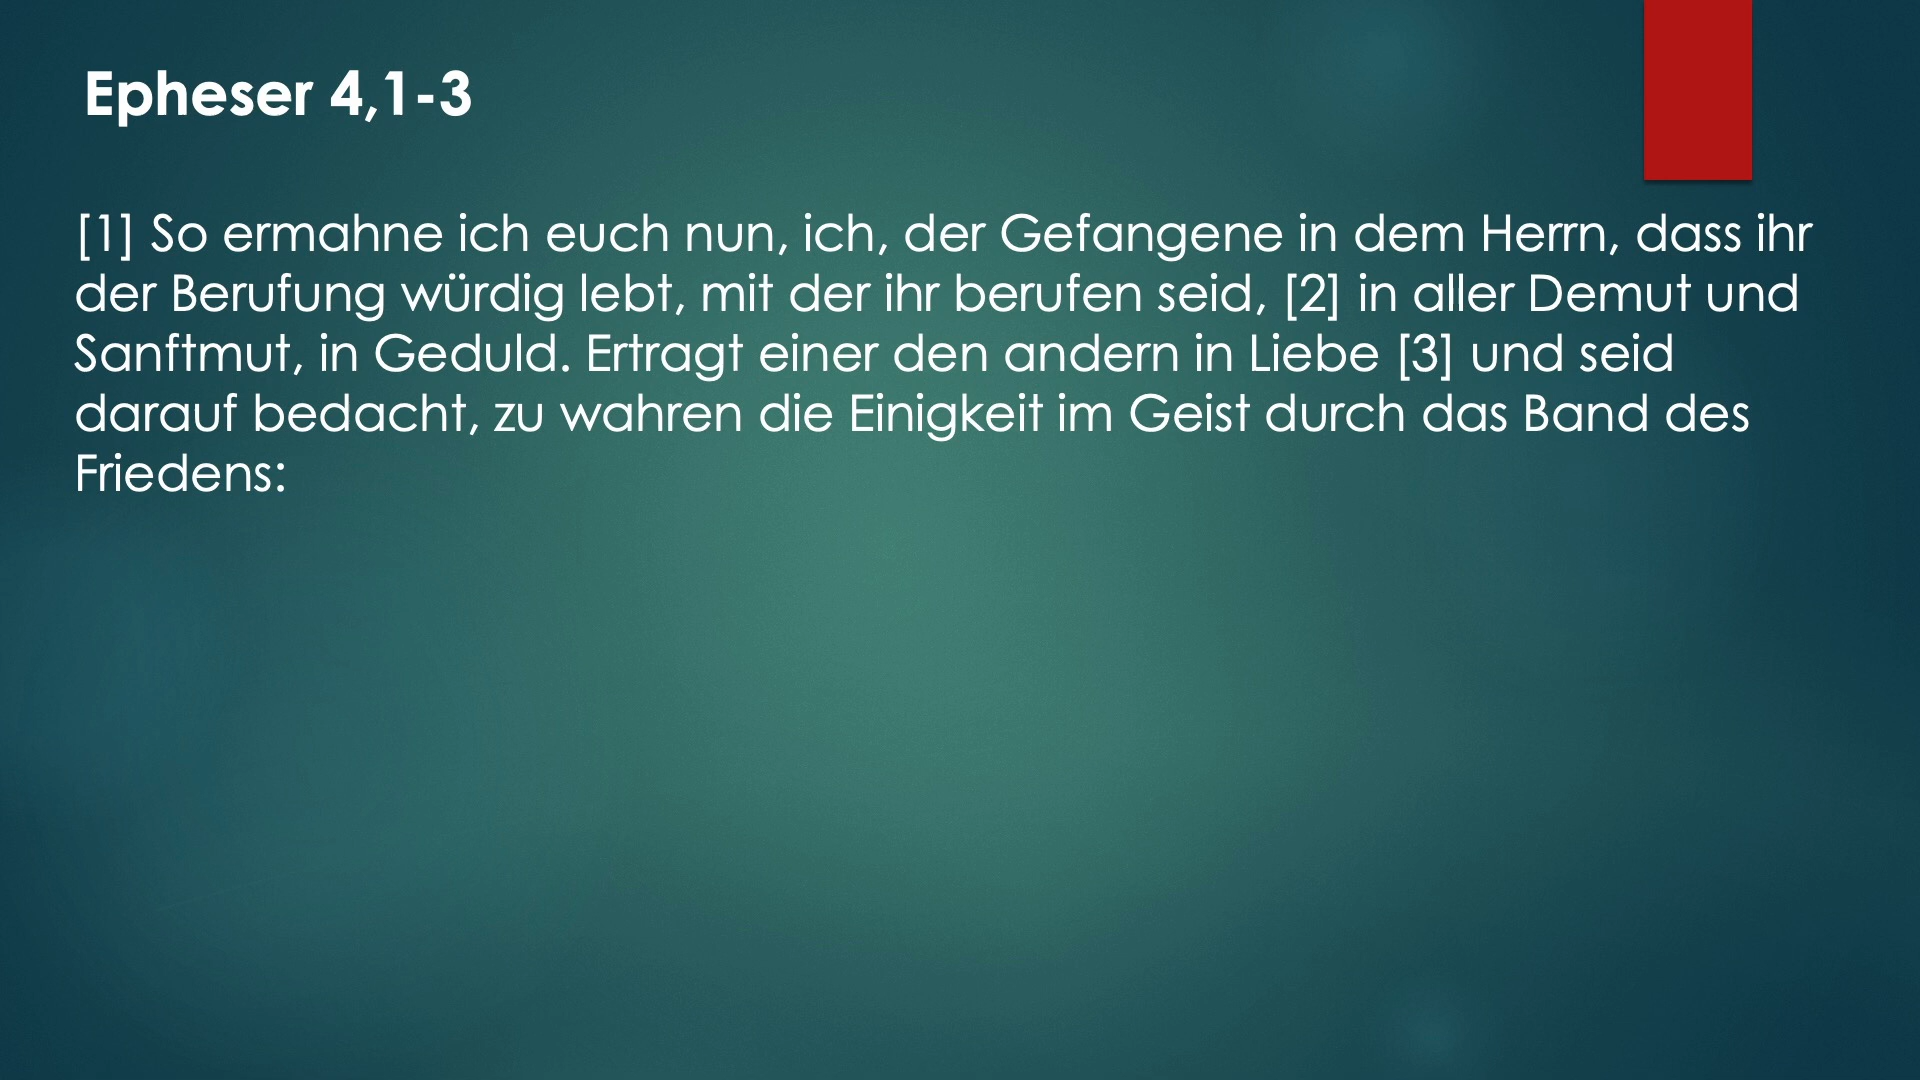 Epheser 4,1-3
[1] So ermahne ich euch nun, ich, der Gefangene in dem Herrn, dass ihr
der Berufung würdig lebt, mit der ihr berufen seid, [2] in aller Demut und
Sanftmut, in Geduld. Ertragt einer den andern in Liebe [3] und seid
darauf bedacht, zu wahren die Einigkeit im Geist durch das Band des
Friedens: